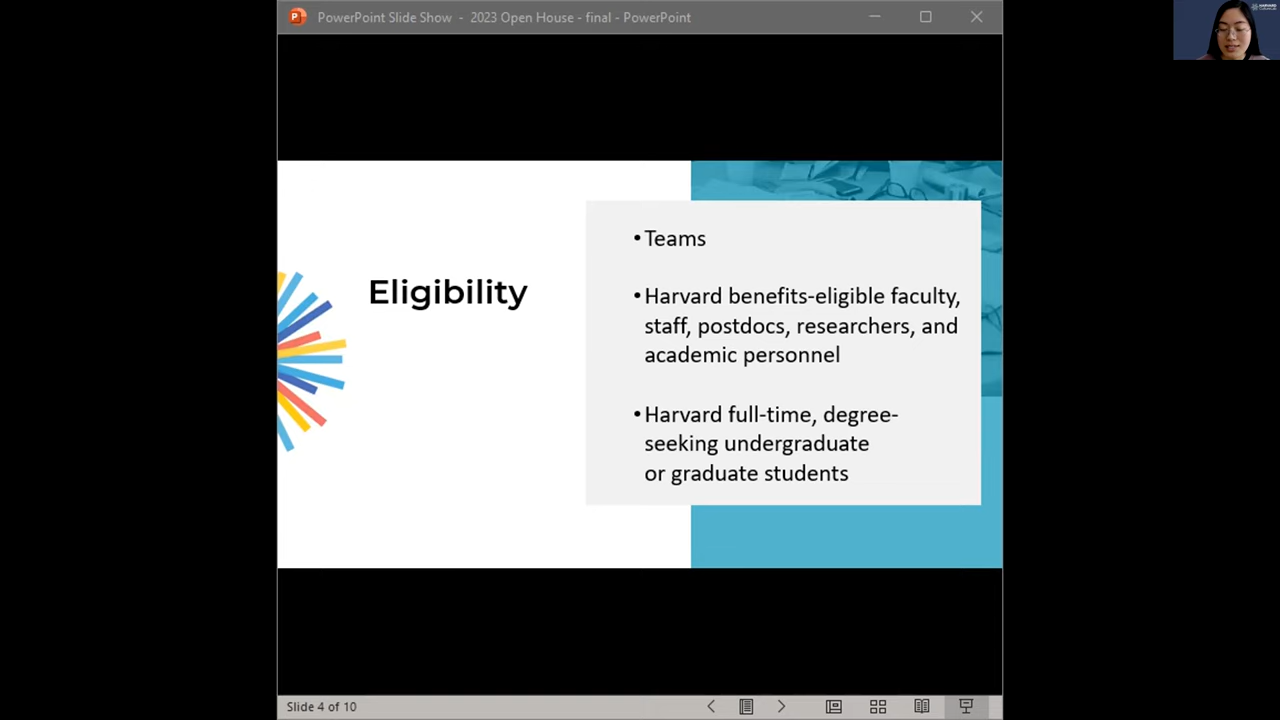 PowerPoint Slide Show - 2023 Open House - final - PowerPoint
Eligibility
•Teams
•Harvard benefits-eligible faculty,
staff, postdocs, researchers, and
academic personnel
•Harvard full-time, degree-
seeking undergraduate
or graduate students
Slide 4 of 10